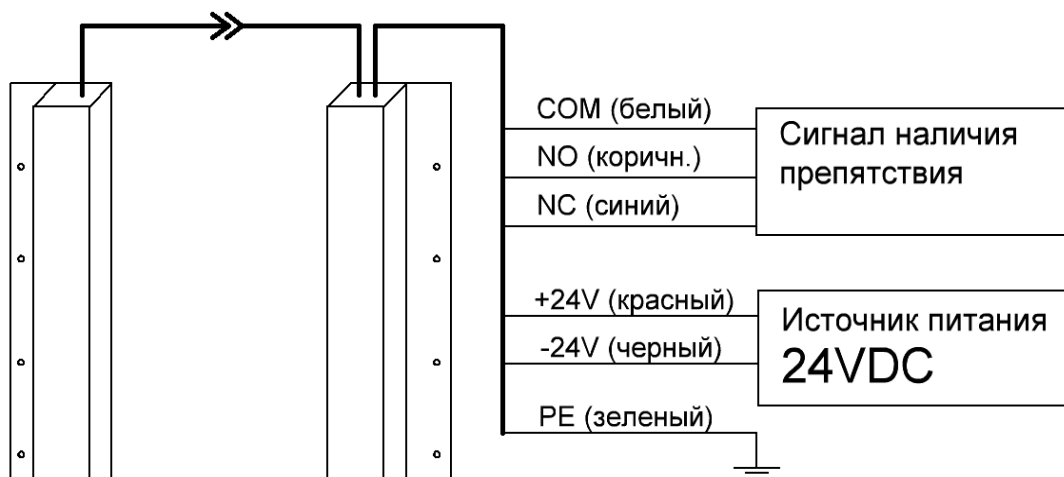 COM (белый)
NO (коричн.)
NC (синий)
Сигнал наличия
препятствия
+24V (красный)
-24V (черный)
Источник питания
24VDC
PE (зеленый)